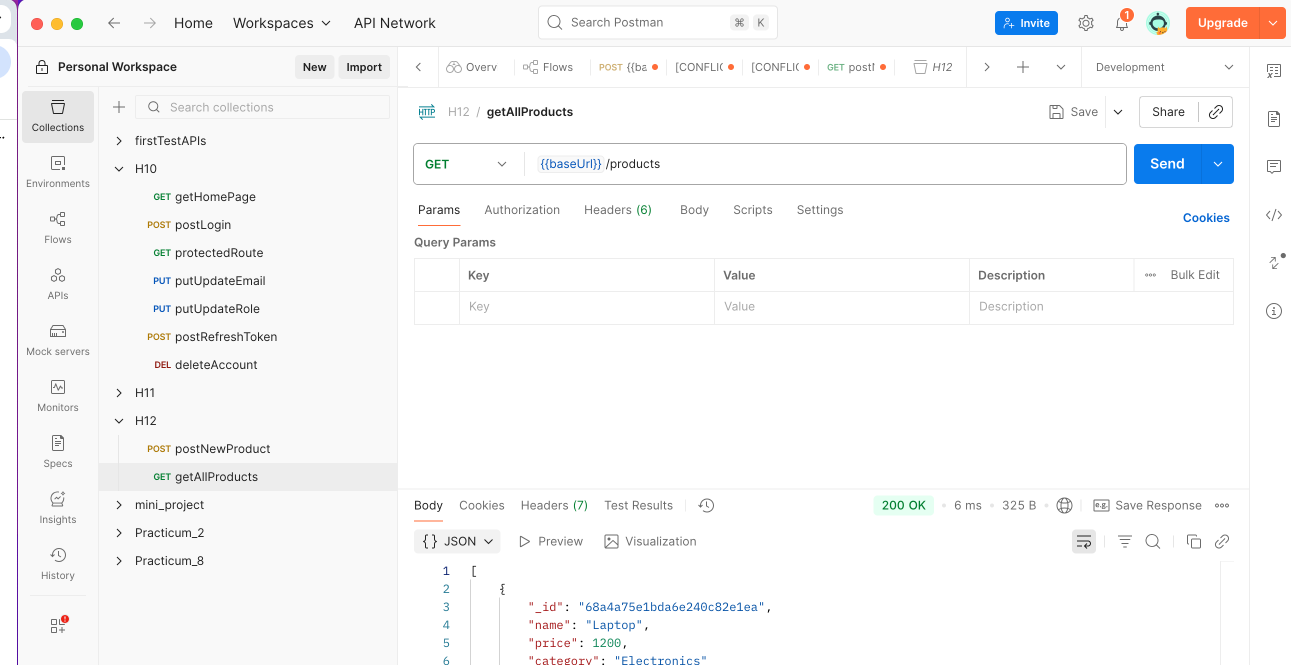 Home Workspaces API Network Search Postman ⌘ K Invite 1 Upgrade
Personal Workspace New Import
Overv Flows POST {{ba [CONFLIC [CONFLIC GET post H12 Development
Search collections
Collections
Environments
Flows
APIs
Mock servers
Monitors
Specs
Insights
History
firstTestAPIs
H10
GET getHomePage
POST postLogin
GET protectedRoute
PUT putUpdateEmail
PUT putUpdateRole
POST postRefreshToken
DEL deleteAccount
H11
H12
POST postNewProduct
GET getAllProducts
mini_project
Practicum_2
Practicum_8
HTTP H12 / getAllProducts Save Share
GET {{baseUrl}} /products Send
Params Authorization Headers (6) Body Scripts Settings Cookies
Query Params
Key Value Description Bulk Edit
Key Value Description
Body Cookies Headers (7) Test Results 200 OK 6 ms 325 B e.g. Save Response
{} JSON Preview Visualization
1 [
2 {
3 "_id": "68a4a75e1bda6e240c82e1ea",
4 "name": "Laptop",
5 "price": 1200,
6 "category": "Electronics"